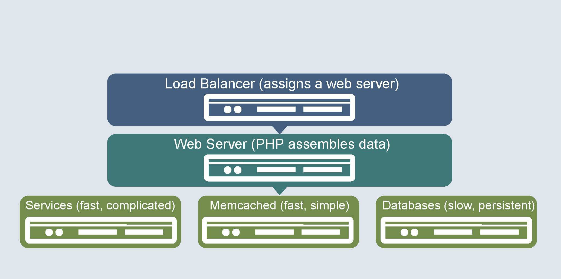 Load Balancer (assigns a web server)
Web Server (PHP assembles data)
Services (fast, complicated)
Memcached (fast, simple)
Databases (slow, persistent)